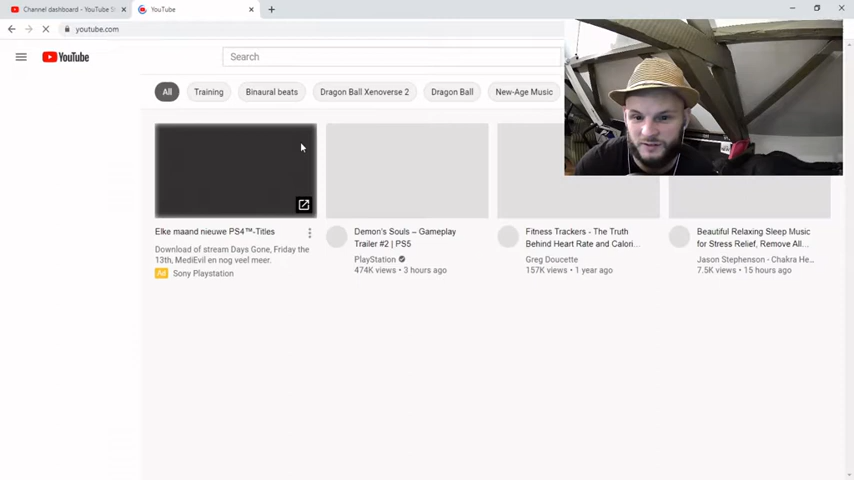 Channel dashboard - YouTube St
YouTube
youtube.com
YouTube
Search
All
Training
Binaural beats
Dragon Ball Xenoverse 2
Dragon Ball
New-Age Music
Elke maand nieuwe PS4™-Titles
Download of stream Days Gone, Friday the
13th, MediEvil en nog veel meer.
Ad Sony Playstation
Demon's Souls – Gameplay
Trailer #2 | PS5
PlayStation
474K views • 3 hours ago
Fitness Trackers - The Truth
Behind Heart Rate and Calori...
Greg Doucette
157K views • 1 year ago
Beautiful Relaxing Sleep Music
for Stress Relief, Remove All...
Jason Stephenson - Chakra He...
7.5K views • 15 hours ago